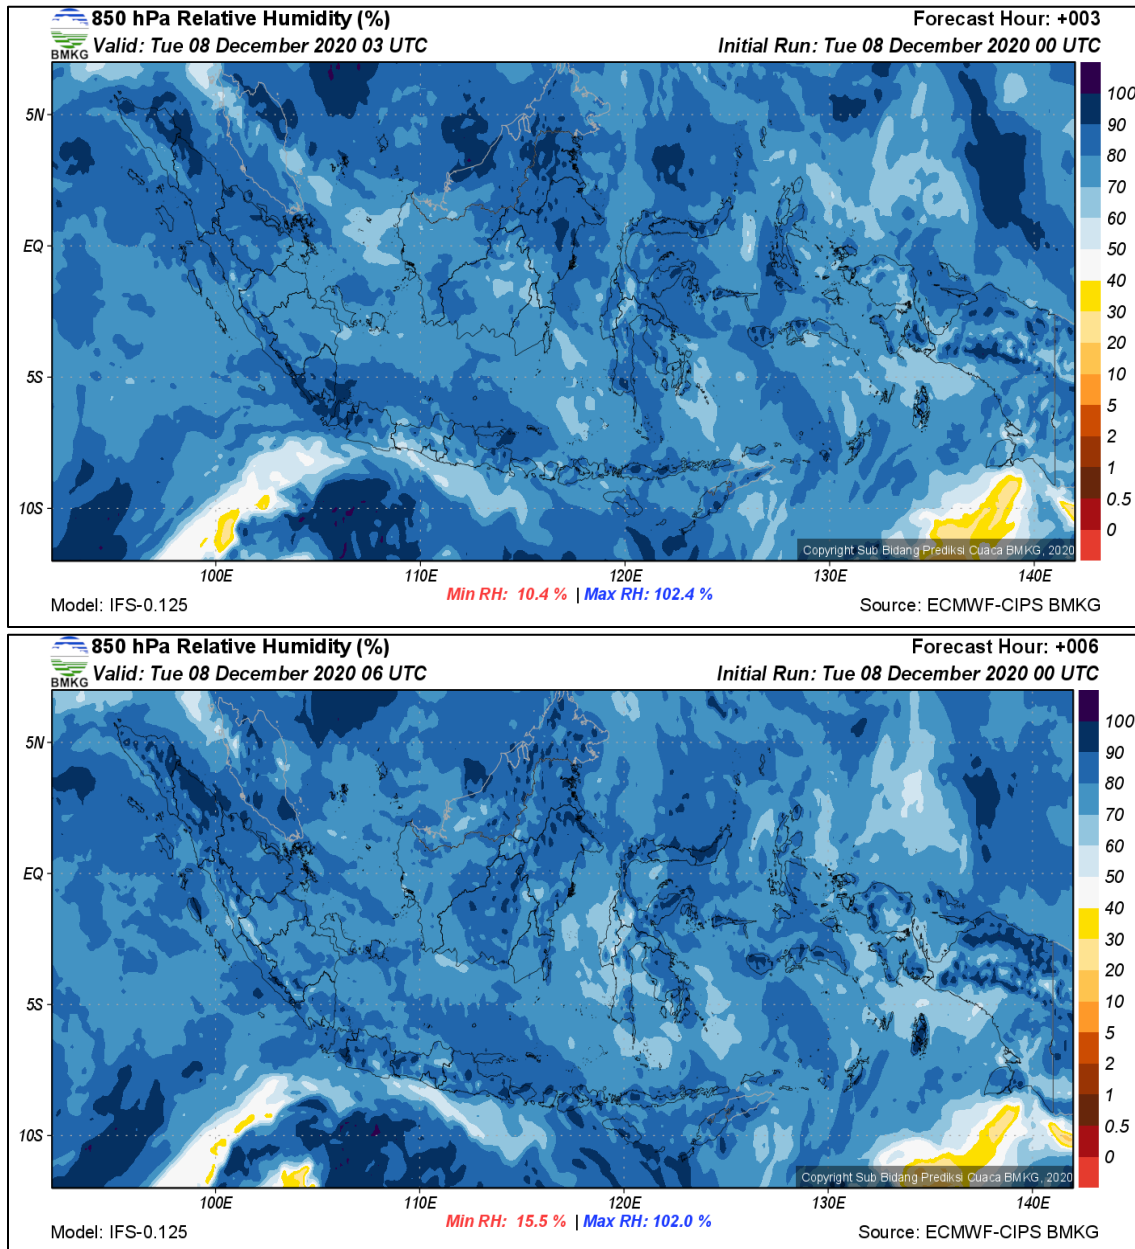 850 hPa Relative Humidity (%)
Forecast Hour: +003
BMKG
Valid: Tue 08 December 2020 03 UTC
Initial Run: Tue 08 December 2020 00 UTC
5N
EQ
5S
10S
100
90
80
70
60
50
40
30
20
10
5
2
1
0.5
0
Copyright Sub Bidang Prediksi Cuaca BMKG, 2020
100E
110E
120E
130E
140E
Min RH: 10.4 % | Max RH: 102.4 %
Model: IFS-0.125
Source: ECMWF-CIPS BMKG
850 hPa Relative Humidity (%)
Forecast Hour: +006
BMKG
Valid: Tue 08 December 2020 06 UTC
Initial Run: Tue 08 December 2020 00 UTC
5N
EQ
5S
10S
100
90
80
70
60
50
40
30
20
10
5
2
1
0.5
0
Copyright Sub Bidang Prediksi Cuaca BMKG, 2020
100E
110E
120E
130E
140E
Min RH: 15.5 % | Max RH: 102.0 %
Model: IFS-0.125
Source: ECMWF-CIPS BMKG